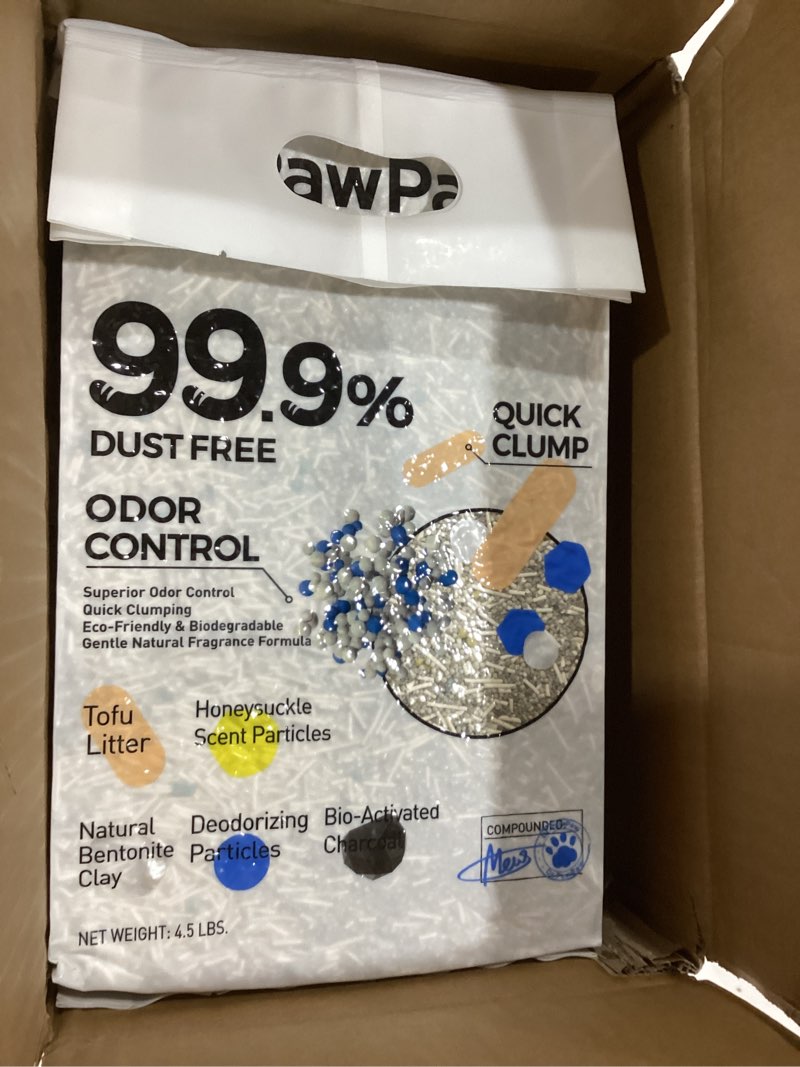 awPa
99.9%
DUST FREE
QUICK
CLUMP
ODOR
CONTROL
Superior Odor Control
Quick Clumping
Eco-Friendly & Biodegradable
Gentle Natural Fragrance Formula
Tofu
Litter
Honeysuckle
Scent Particles
Natural
Bentonite
Clay
Deodorizing
Particles
Bio-Activated
Charcoal
COMPOUNDED:
Mews
NET WEIGHT: 4.5 LBS.